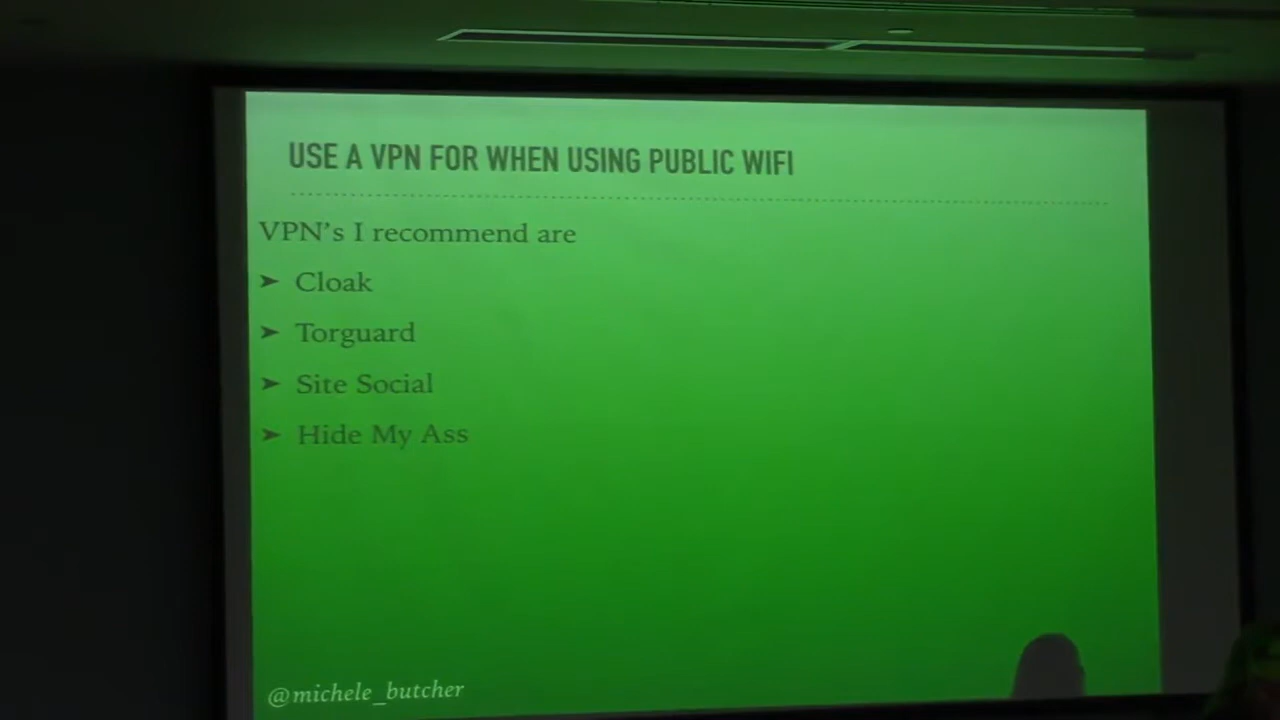 USE A VPN FOR WHEN USING PUBLIC WIFI
VPN's I recommend are
➤ Cloak
➤ Torguard
➤ Site Social
➤ Hide My Ass
@michele_butcher